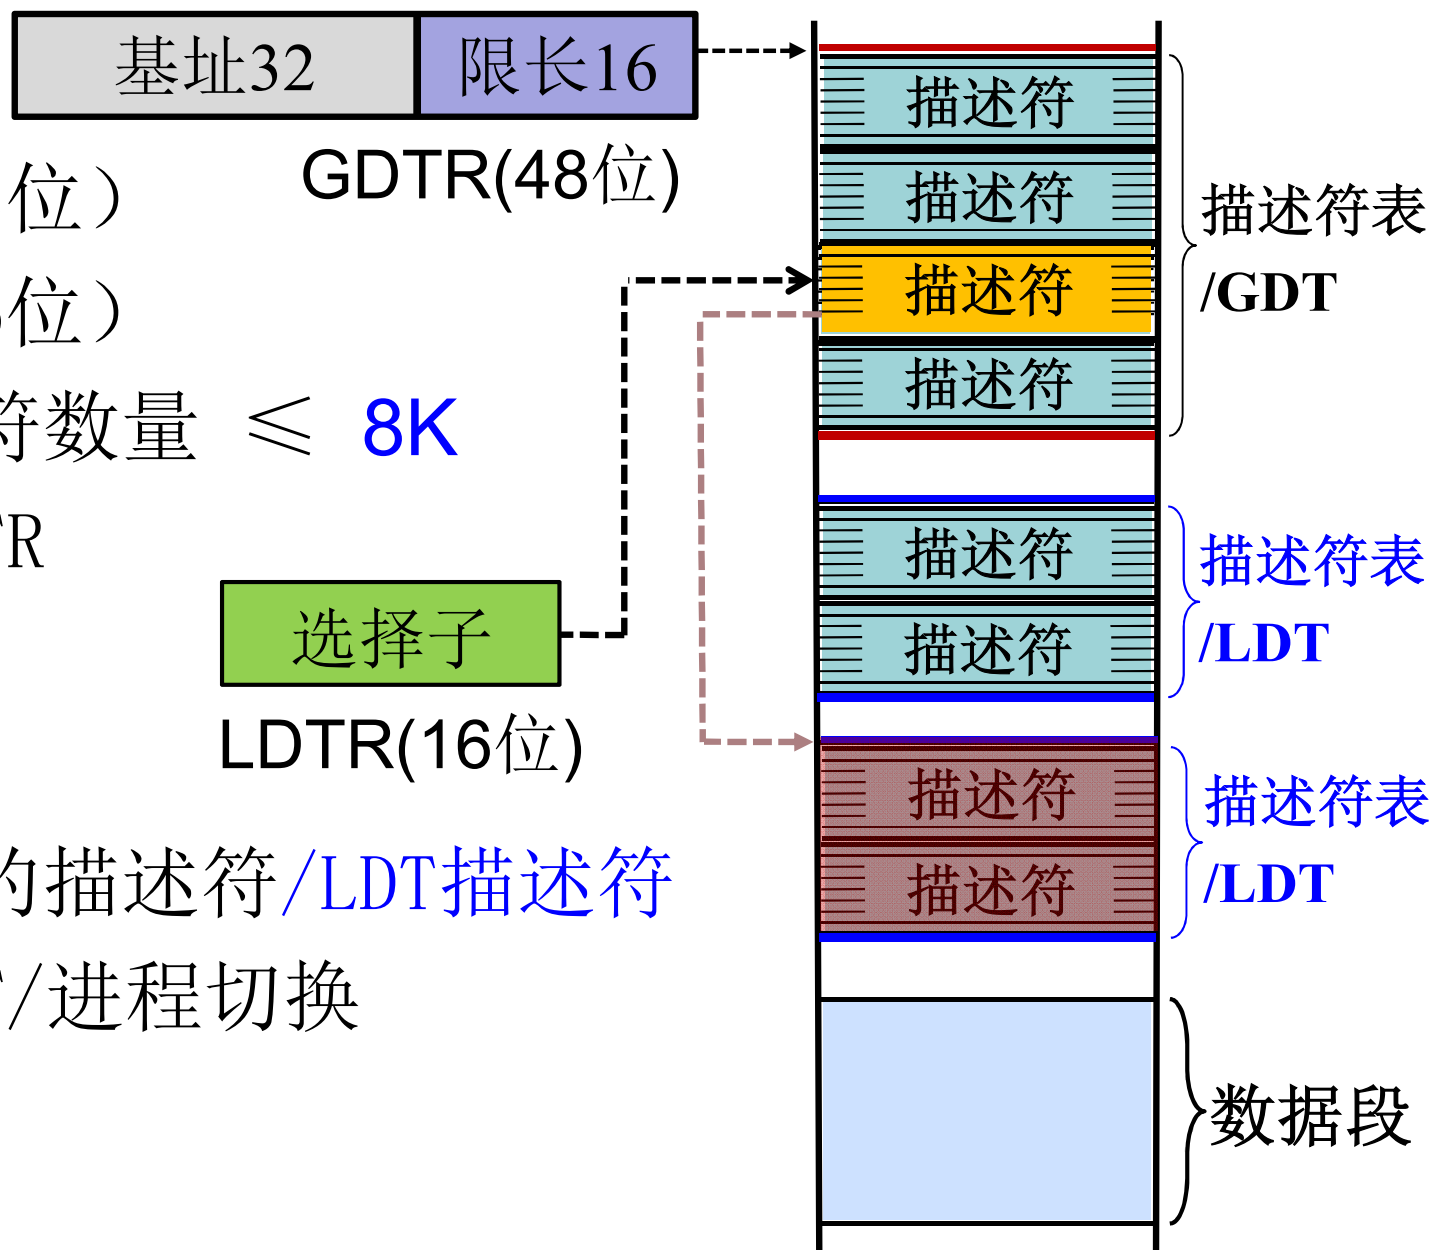 基址32
限长16
GDTR(48位)
位）
位）
符数量 ≤ 8K
R
选择子
LDTR(16位)
的描述符/LDT描述符
/进程切换
描述符
描述符
描述符
描述符
描述符表
/GDT
描述符
描述符
描述符表
/LDT
描述符
描述符
描述符表
/LDT
数据段